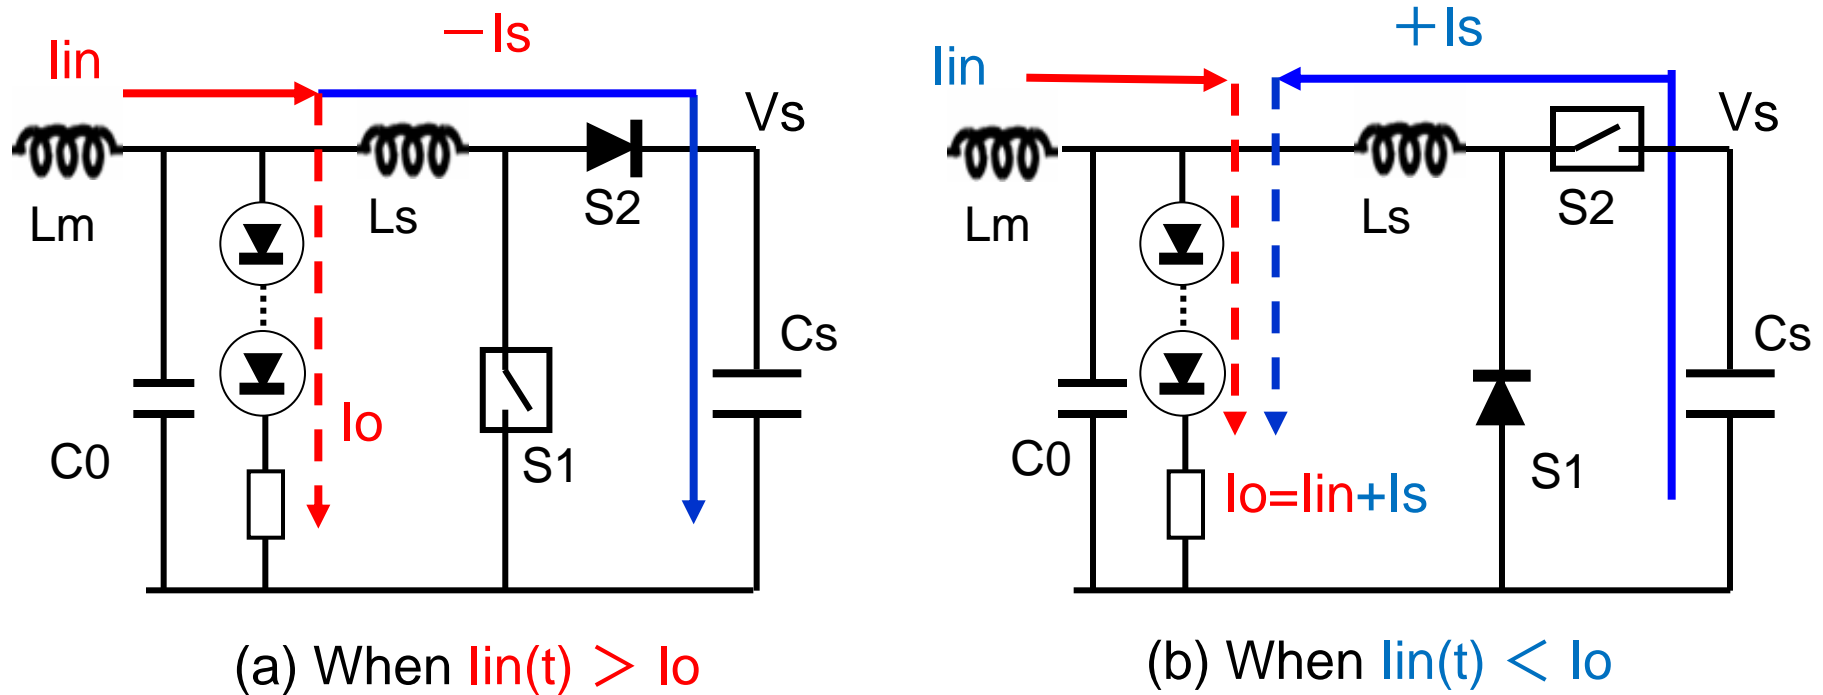 Iin
－Is
Vs
Lm
Ls
S2
Cs
C0
Io
S1
(a) When Iin(t) ＞ Io
Iin
＋Is
Vs
Lm
Ls
S2
Cs
C0
S1
Io=Iin+Is
(b) When Iin(t) ＜ Io